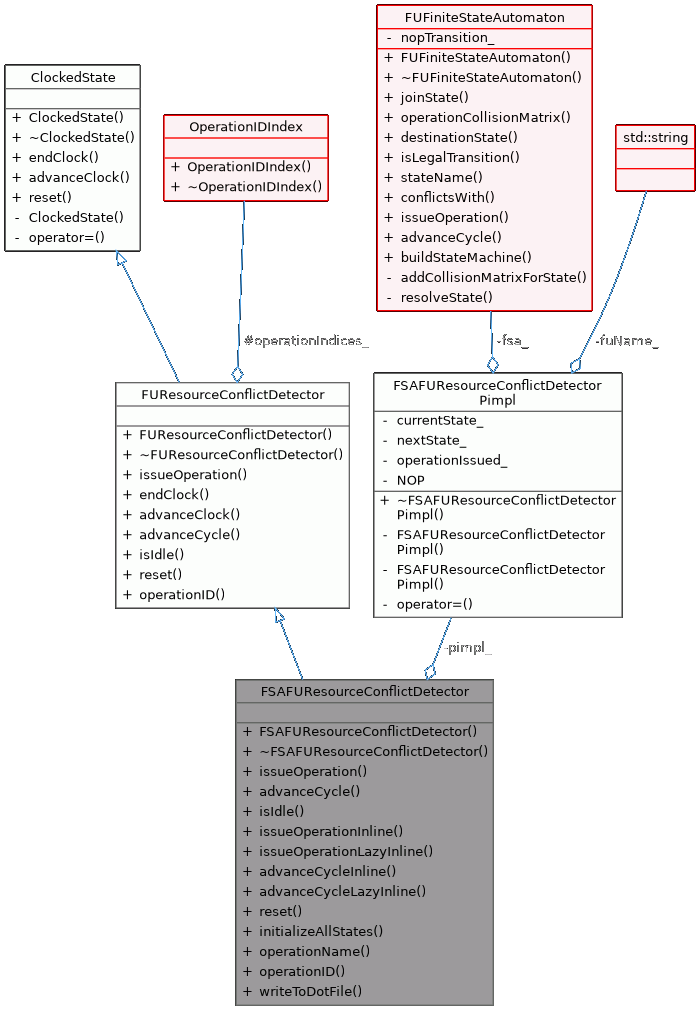 FUFiniteStateAutomaton
- nopTransition_
+ FUFiniteStateAutomaton()
+ ~FUFiniteStateAutomaton()
+ joinState()
+ operationCollisionMatrix()
+ destinationState()
+ isLegalTransition()
+ stateName()
+ conflictsWith()
+ issueOperation()
+ advanceCycle()
+ buildStateMachine()
- addCollisionMatrixForState()
- resolveState()
ClockedState
+ ClockedState()
+ ~ClockedState()
+ endClock()
+ advanceClock()
+ reset()
- ClockedState()
- operator=()
OperationIDIndex
+ OperationIDIndex()
+ ~OperationIDIndex()
std::string
#operationIndices_
-fsa_
-fuName_
FUResourceConflictDetector
+ FUResourceConflictDetector()
+ ~FUResourceConflictDetector()
+ issueOperation()
+ endClock()
+ advanceClock()
+ advanceCycle()
+ isIdle()
+ reset()
+ operationID()
FSAFUResourceConflictDetector
Pimpl
- currentState_
- nextState_
- operationIssued_
- NOP
+ ~FSAFUResourceConflictDetector
Pimpl()
- FSAFUResourceConflictDetector
Pimpl()
- FSAFUResourceConflictDetector
Pimpl()
- operator=()
-pimpl_
FSAFUResourceConflictDetector
+ FSAFUResourceConflictDetector()
+ ~FSAFUResourceConflictDetector()
+ issueOperation()
+ advanceCycle()
+ isIdle()
+ issueOperationInline()
+ issueOperationLazyInline()
+ advanceCycleInline()
+ advanceCycleLazyInline()
+ reset()
+ initializeAllStates()
+ operationName()
+ operationID()
+ writeToDotFile()